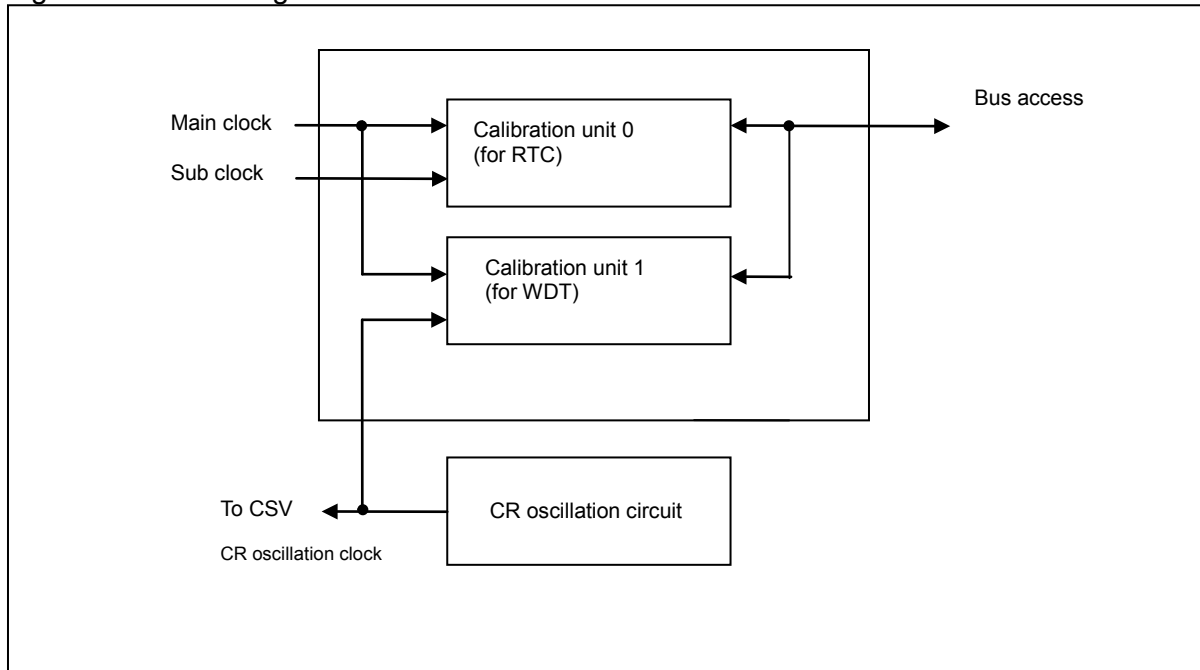 Main clock
Sub clock
Calibration unit 0
(for RTC)
Bus access
Calibration unit 1
(for WDT)
To CSV
CR oscillation clock
CR oscillation circuit